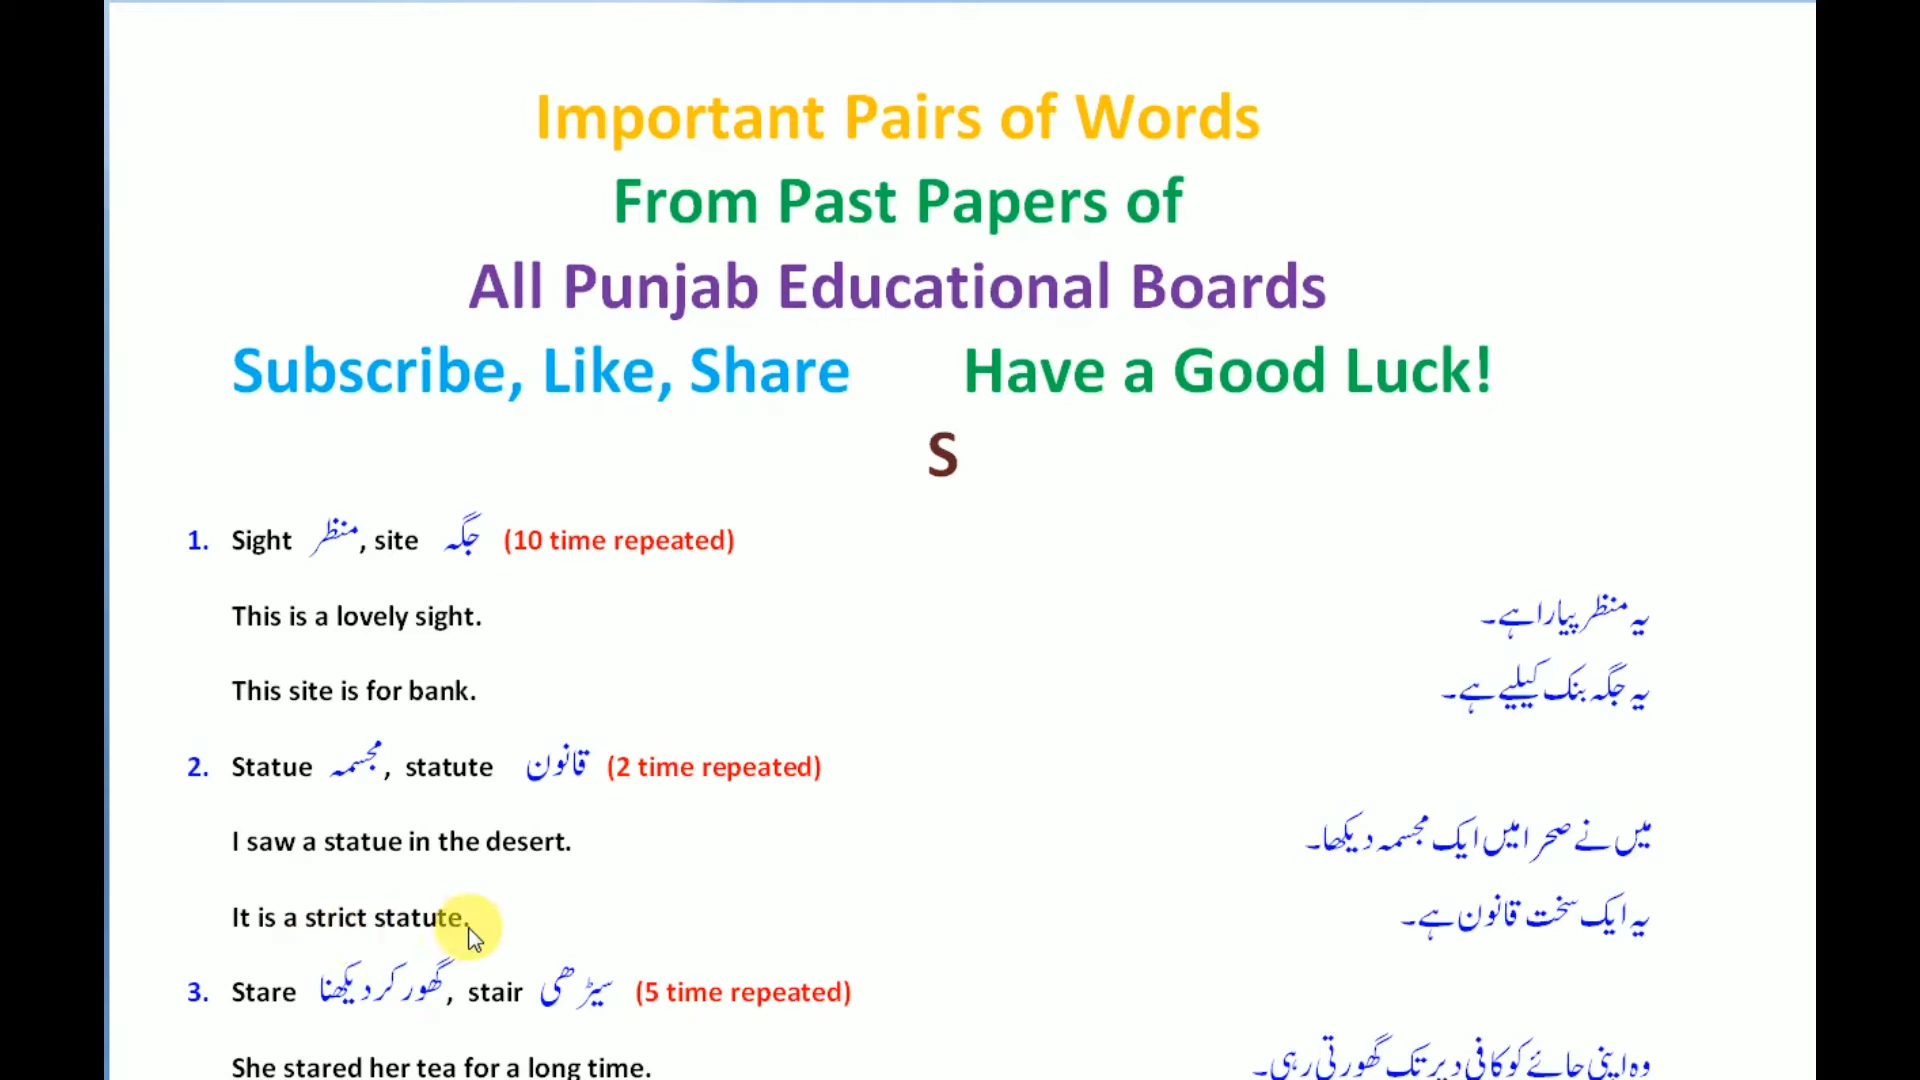 Important Pairs of Words
From Past Papers of
All Punjab Educational Boards
Subscribe, Like, Share Have a Good Luck!
S
1. Sight منظر, site جگہ (10 time repeated)
This is a lovely sight. یہ منظر پیارا ہے۔
This site is for bank. یہ جگہ بنک کیلیے ہے۔
2. Statue مجسمہ, statute قانون (2 time repeated)
I saw a statue in the desert. میں نے صحرا میں ایک مجسمہ دیکھا۔
It is a strict statute. یہ ایک سخت قانون ہے۔
3. Stare گھور کر دیکھنا, stair سیڑھی (5 time repeated)
She stared her tea for a long time. وہ اپنی چائے کو کافی دیر تک گھورتی رہی۔